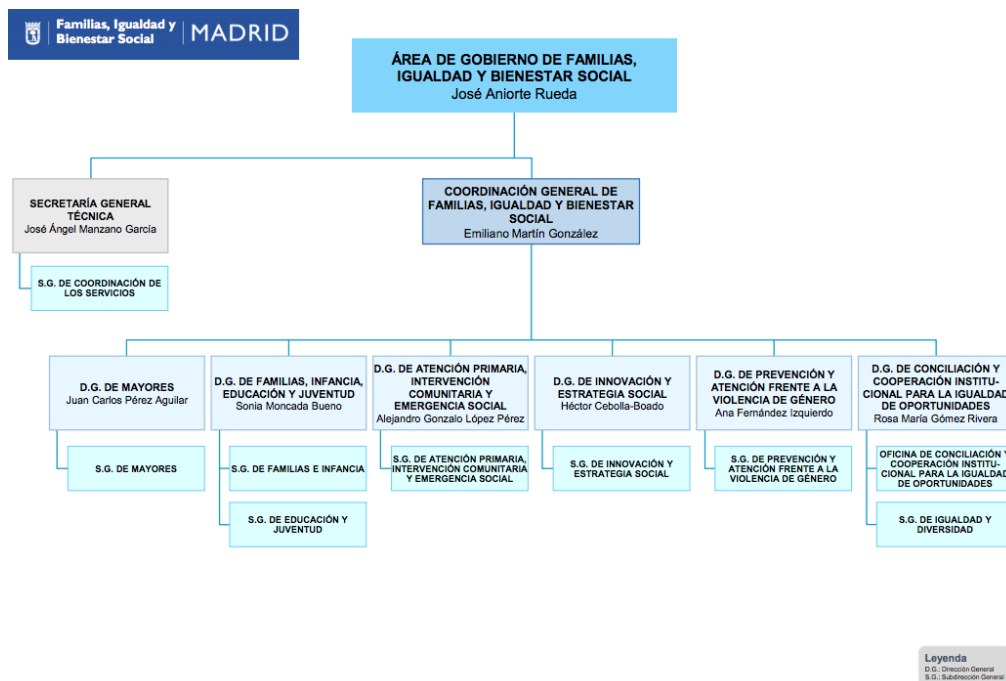 Familias, Igualdad y
Bienestar Social
MADRID
ÁREA DE GOBIERNO DE FAMILIAS,
IGUALDAD Y BIENESTAR SOCIAL
José Aniorte Rueda
SECRETARÍA GENERAL
TÉCNICA
José Ángel Manzano García
COORDINACIÓN GENERAL DE
FAMILIAS, IGUALDAD Y BIENESTAR
SOCIAL
Emiliano Martín González
S.G. DE COORDINACIÓN DE
LOS SERVICIOS
D.G. DE MAYORES
Juan Carlos Pérez Aguilar
D.G. DE FAMILIAS, INFANCIA,
EDUCACIÓN Y JUVENTUD
Sonia Moncada Bueno
D.G. DE ATENCIÓN PRIMARIA,
INTERVENCIÓN
COMUNITARIA Y
EMERGENCIA SOCIAL
Alejandro Gonzalo López Pérez
D.G. DE INNOVACIÓN Y
ESTRATEGIA SOCIAL
Héctor Cebolla-Boado
D.G. DE PREVENCIÓN Y
ATENCIÓN FRENTE A LA
VIOLENCIA DE GÉNERO
Ana Fernández Izquierdo
D.G. DE CONCILIACIÓN Y
COOPERACIÓN INSTITU-
CIONAL PARA LA IGUALDAD
DE OPORTUNIDADES
Rosa María Gómez Rivera
S.G. DE MAYORES
S.G. DE FAMILIAS E INFANCIA
S.G. DE EDUCACIÓN Y
JUVENTUD
S.G. DE ATENCIÓN PRIMARIA,
INTERVENCIÓN COMUNITARIA
Y EMERGENCIA SOCIAL
S.G. DE INNOVACIÓN Y
ESTRATEGIA SOCIAL
S.G. DE PREVENCIÓN Y
ATENCIÓN FRENTE A LA
VIOLENCIA DE GÉNERO
OFICINA DE CONCILIACIÓN Y
COOPERACIÓN INSTITU-
CIONAL PARA LA IGUALDAD
DE OPORTUNIDADES
S.G. DE IGUALDAD Y
DIVERSIDAD
Leyenda
D.G.: Dirección General
S.G.: Subdirección General